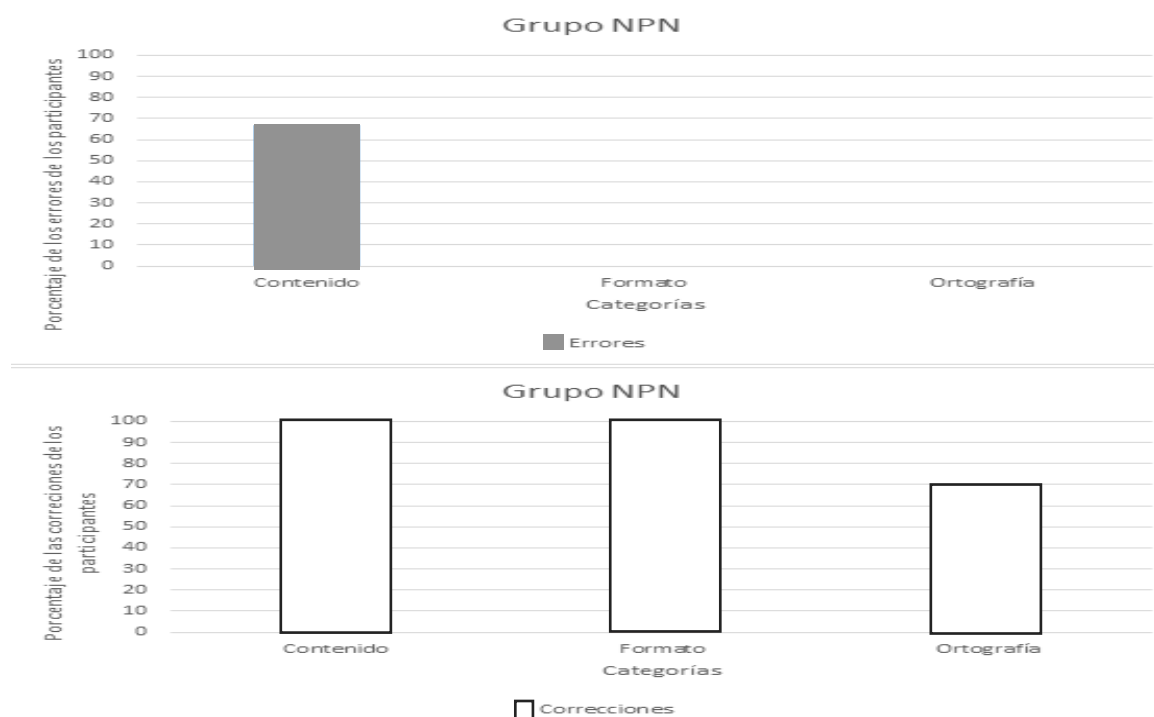 Grupo NPN
Porcentaje de los errores de los participantes
100
90
80
70
60
50
40
30
20
10
0
Contenido Formato Ortografía
Categorías
Errores
Grupo NPN
Porcentaje de las correciones de los
participantes
100
90
80
70
60
50
40
30
20
10
0
Contenido Formato Ortografía
Categorías
Correcciones